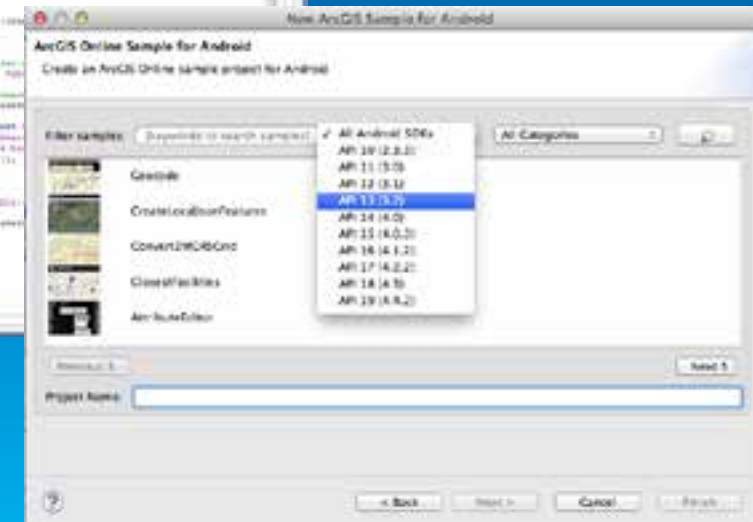 New ArcGIS Sample for Android
ArcGIS Online Sample for Android
Create an ArcGIS Online sample project for Android
Filter samples
✓ All Android SDKs
All Categories
API 10 (2.3.3)
API 11 (3.0)
API 12 (3.1)
API 13 (3.2)
API 14 (4.0)
API 15 (4.0.3)
API 16 (4.1.2)
API 17 (4.2.2)
API 18 (4.3)
API 19 (4.4.2)
Geocode
CreateLocalJsonFeatures
ClosestFacilities
AttributeEditor
Previous 5
Next 5
Project Name:
?
< Back
Next >
Cancel
Finish